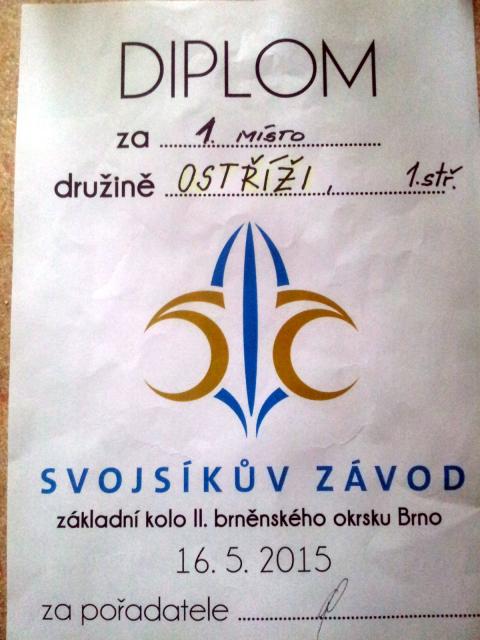 DIPLOM
za 1. MÍSTO
družině OSTŘÍŽI, 1.stř.
SVOJSÍKŮV ZÁVOD
základní kolo II. brněnského okrsku Brno
16. 5. 2015
za pořadatele